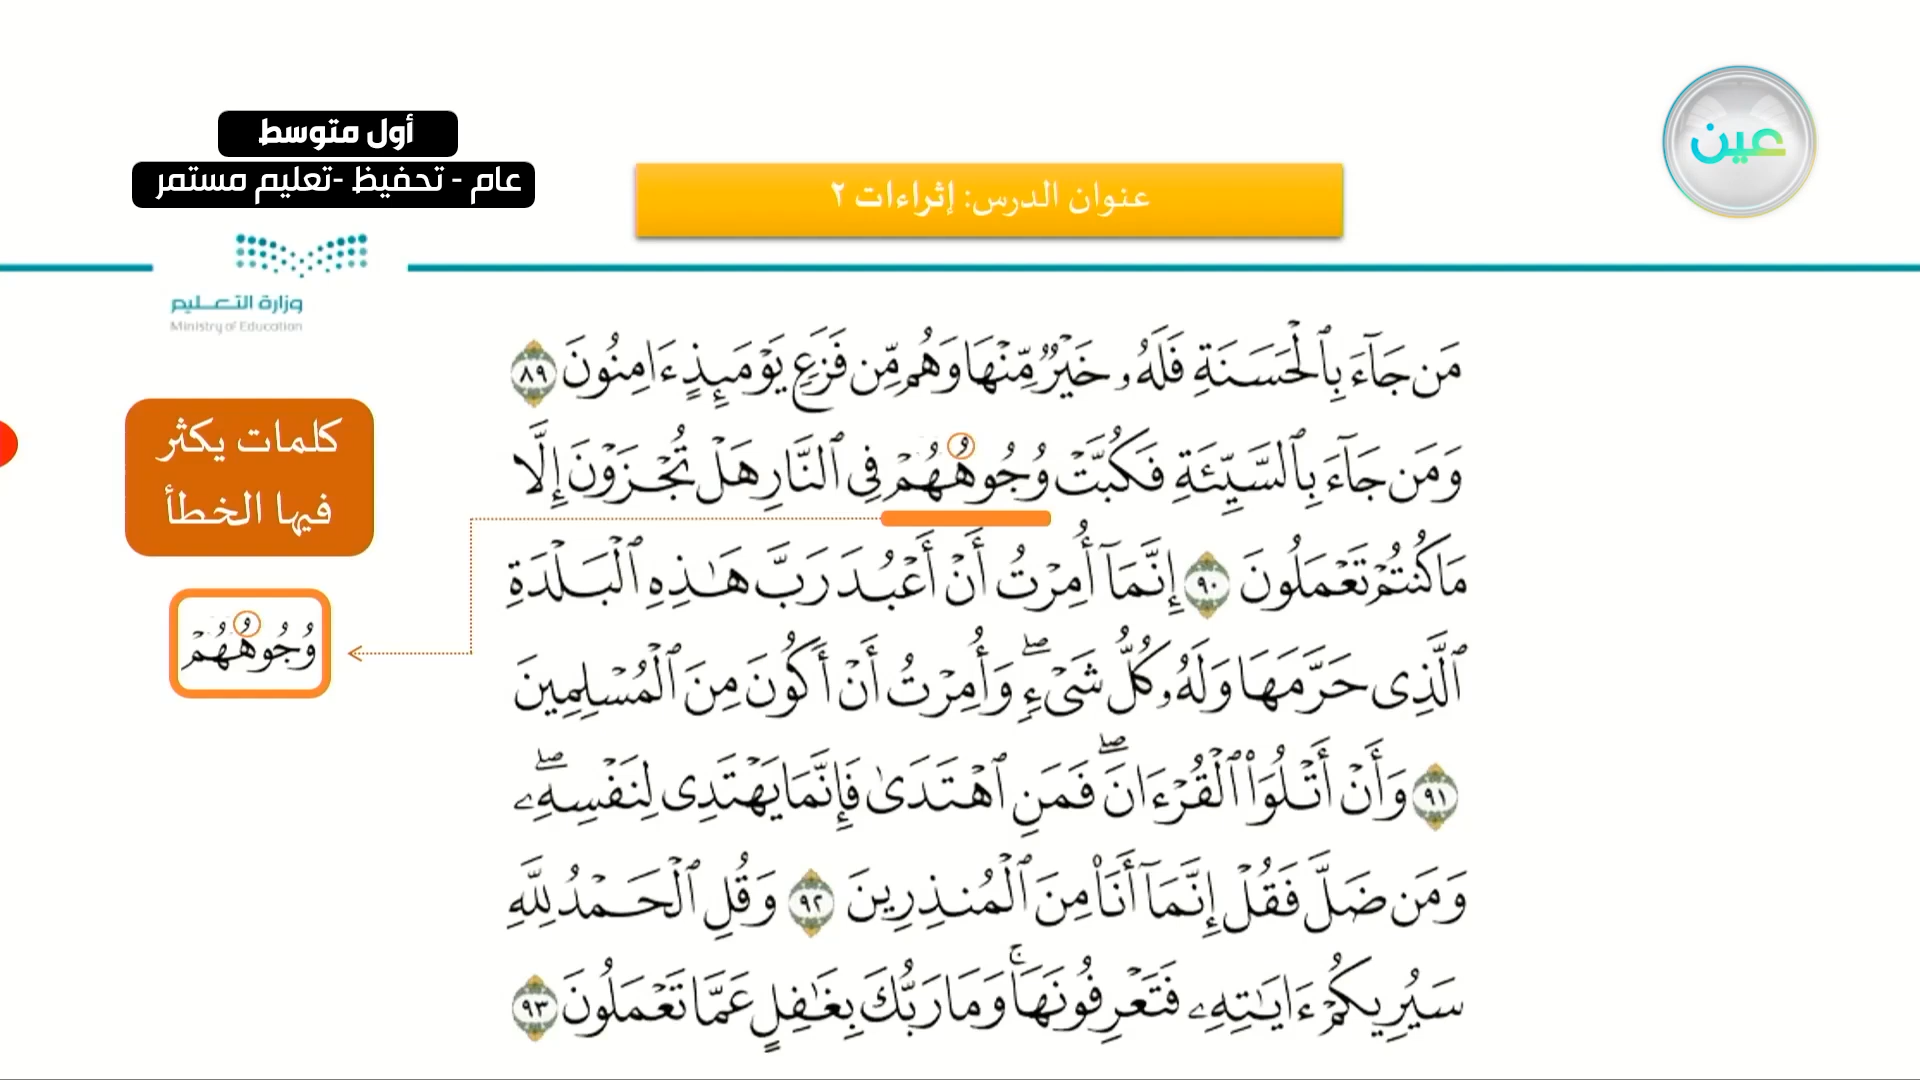 عين
أول متوسط
عام - تحفيظ -تعليم مستمر
عنوان الدرس: إثراءات ٢
وزارة التعليم
Ministry of Education
مَن جَآءَ بِٱلْحَسَنَةِ فَلَهُۥ خَيْرٌ مِّنْهَا وَهُم مِّن فَزَعٍ يَوْمَئِذٍ ءَامِنُونَ ٨٩
وَمَن جَآءَ بِٱلسَّيِّئَةِ فَكُبَّتْ وُجُوهُهُمْ فِى ٱلنَّارِ هَلْ تُجْزَوْنَ إِلَّا
مَا كُنتُمْ تَعْمَلُونَ ٩٠ إِنَّمَآ أُمِرْتُ أَنْ أَعْبُدَ رَبَّ هَـٰذِهِ ٱلْبَلْدَةِ
ٱلَّذِى حَرَّمَهَا وَلَهُۥ كُلُّ شَىْءٍ ۖ وَأُمِرْتُ أَنْ أَكُونَ مِنَ ٱلْمُسْلِمِينَ
٩١ وَأَنْ أَتْلُوَا۟ ٱلْقُرْءَانَ ۖ فَمَنِ ٱهْتَدَىٰ فَإِنَّمَا يَهْتَدِى لِنَفْسِهِۦ ۖ
وَمَن ضَلَّ فَقُلْ إِنَّمَآ أَنَا۠ مِنَ ٱلْمُنذِرِينَ ٩٢ وَقُلِ ٱلْحَمْدُ لِلَّهِ
سَيُرِيكُمْ ءَايَـٰتِهِۦ فَتَعْرِفُونَهَا ۚ وَمَا رَبُّكَ بِغَـٰفِلٍ عَمَّا تَعْمَلُونَ ٩٣
كلمات يكثر
فيها الخطأ
وُجُوهُهُمْ